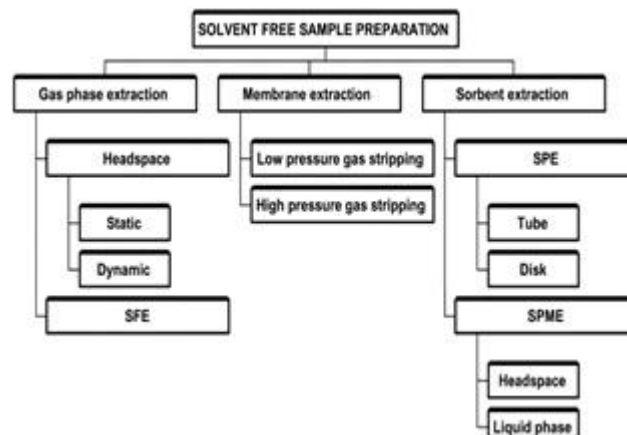 SOLVENT FREE SAMPLE PREPARATION
Gas phase extraction
Membrane extraction
Sorbent extraction
Headspace
Low pressure gas stripping
SPE
High pressure gas stripping
Static
Tube
Dynamic
Disk
SFE
SPME
Headspace
Liquid phase